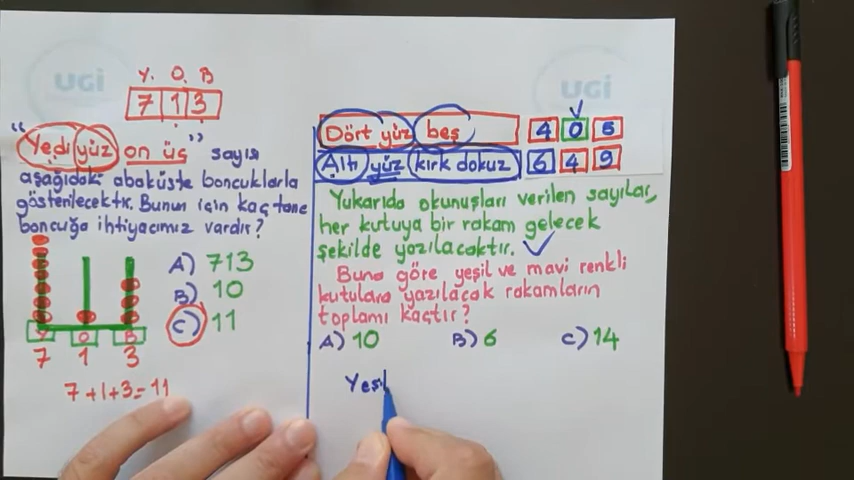 UGi
Y. O. B
7 1 3
"Yedi yüz on üç" sayısı
aşağıdaki abaküste boncuklarla
gösterilecektir. Bunun için kaç tane
boncuğa ihtiyacımız vardır?
A) 713
B) 10
C) 11
Y O B
7 1 3
7+1+3=11
UGi
Dört yüz beş 4 0 5
Altı yüz kırk dokuz 6 4 9
Yukarıda okunuşları verilen sayılar,
her kutuya bir rakam gelecek
şekilde yazılacaktır.
Buna göre yeşil ve mavi renkli
kutulara yazılacak rakamların
toplamı kaçtır?
A) 10 B) 6 C) 14
Yeşil